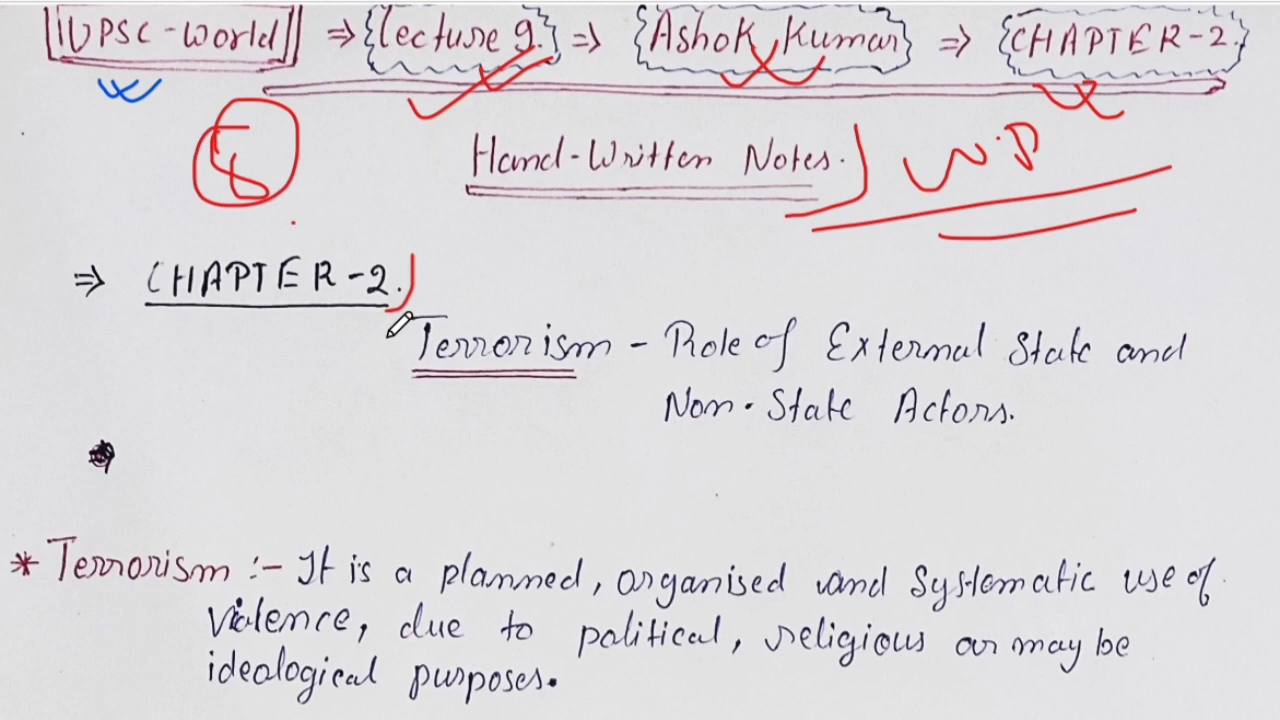 UPSC-World ⇒ Lecture 9. ⇒ Ashok Kumar ⇒ CHAPTER-2.
Hand-Written Notes.
⇒ CHAPTER-2.
Terrorism - Role of External State and
Non-State Actors.
* Terrorism :- It is a planned, organised and systematic use of
violence, due to political, religious or may be
ideological purposes.